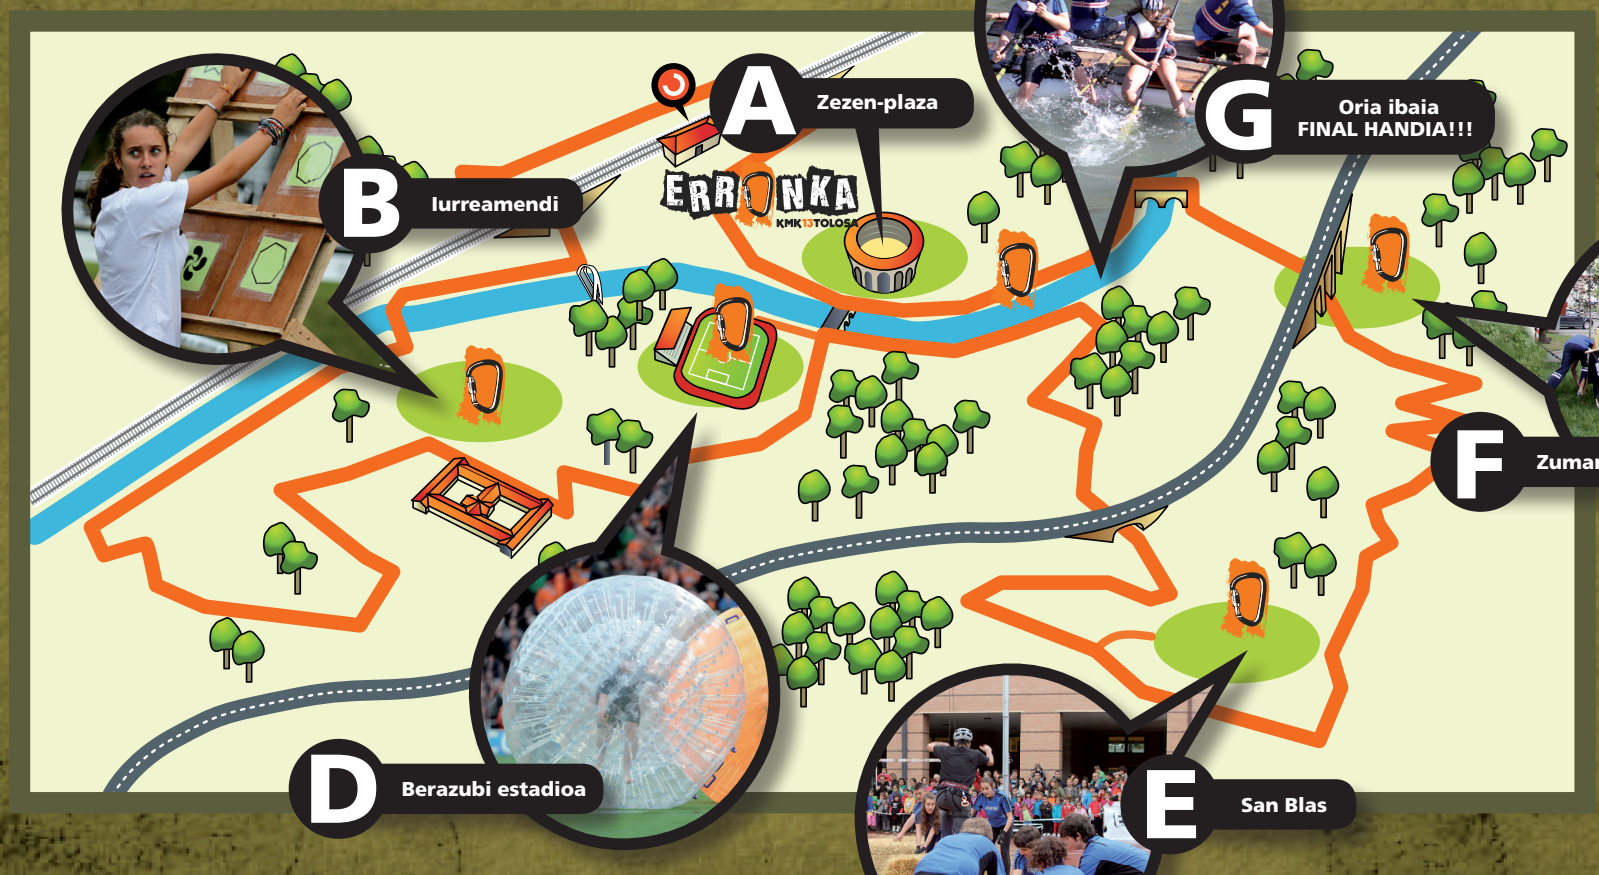 A
Zezen-plaza
G
Oria ibaia
FINAL HANDIA!!!
B
Iurreamendi
ERRONKA
KMK13TOLOSA
F
D
Berazubi estadioa
E
San Blas